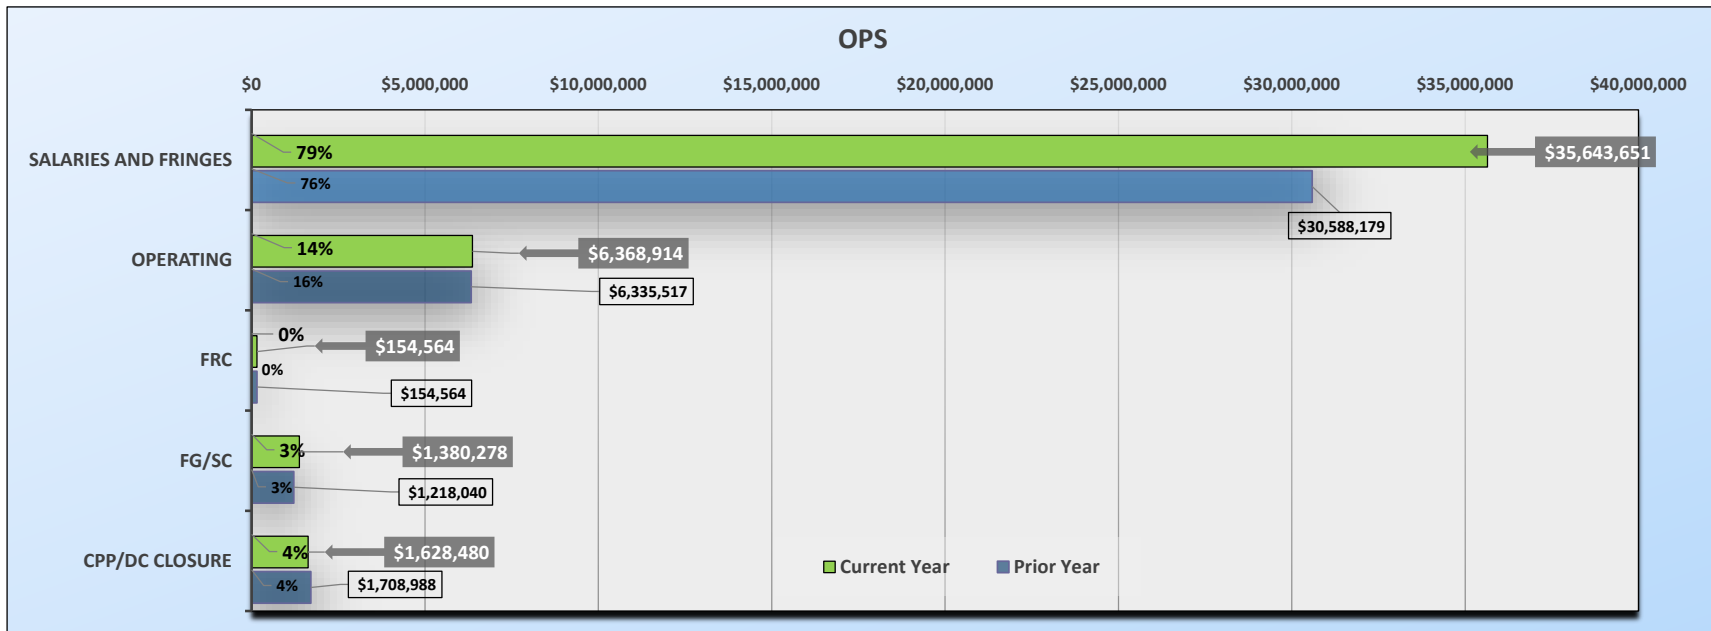 OPS
$0 $5,000,000 $10,000,000 $15,000,000 $20,000,000 $25,000,000 $30,000,000 $35,000,000 $40,000,000
SALARIES AND FRINGES
79%
$35,643,651
76%
$30,588,179
OPERATING
14%
$6,368,914
16%
$6,335,517
FRC
0%
$154,564
0%
$154,564
FG/SC
3%
$1,380,278
3%
$1,218,040
CPP/DC CLOSURE
4%
$1,628,480
4%
$1,708,988
Current Year
Prior Year